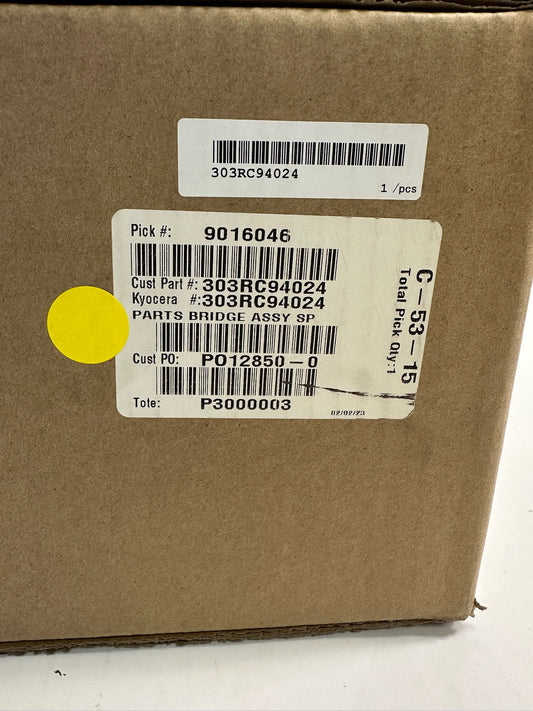 303RC94024
1 /pcs
Pick #: 9016046
Cust Part #: 303RC94024
Kyocera #: 303RC94024
PARTS BRIDGE ASSY SP
Cust PO: PO12850-0
Tote: P3000003
02/02/23
C-53-15
Total Pick Qty:1